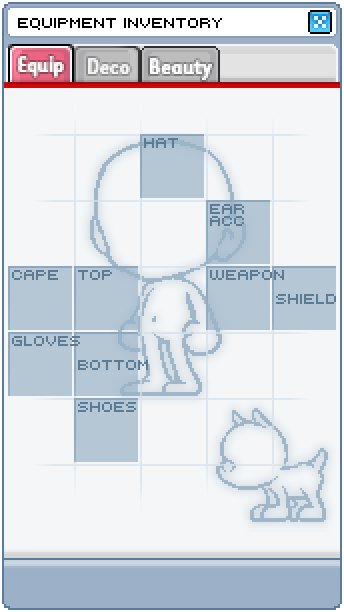 EQUIPMENT INVENTORY
Equip Deco Beauty
HAT
EAR
ACC
CAPE TOP WEAPON
SHIELD
GLOVES
BOTTOM
SHOES